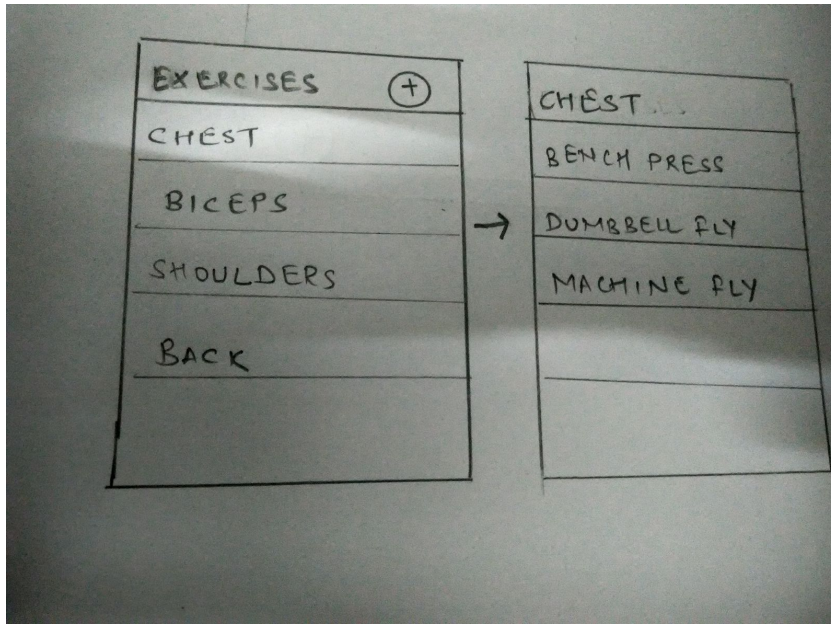 EXERCISES +
CHEST
BICEPS
SHOULDERS
BACK
CHEST...
BENCH PRESS
DUMBBELL FLY
MACHINE FLY